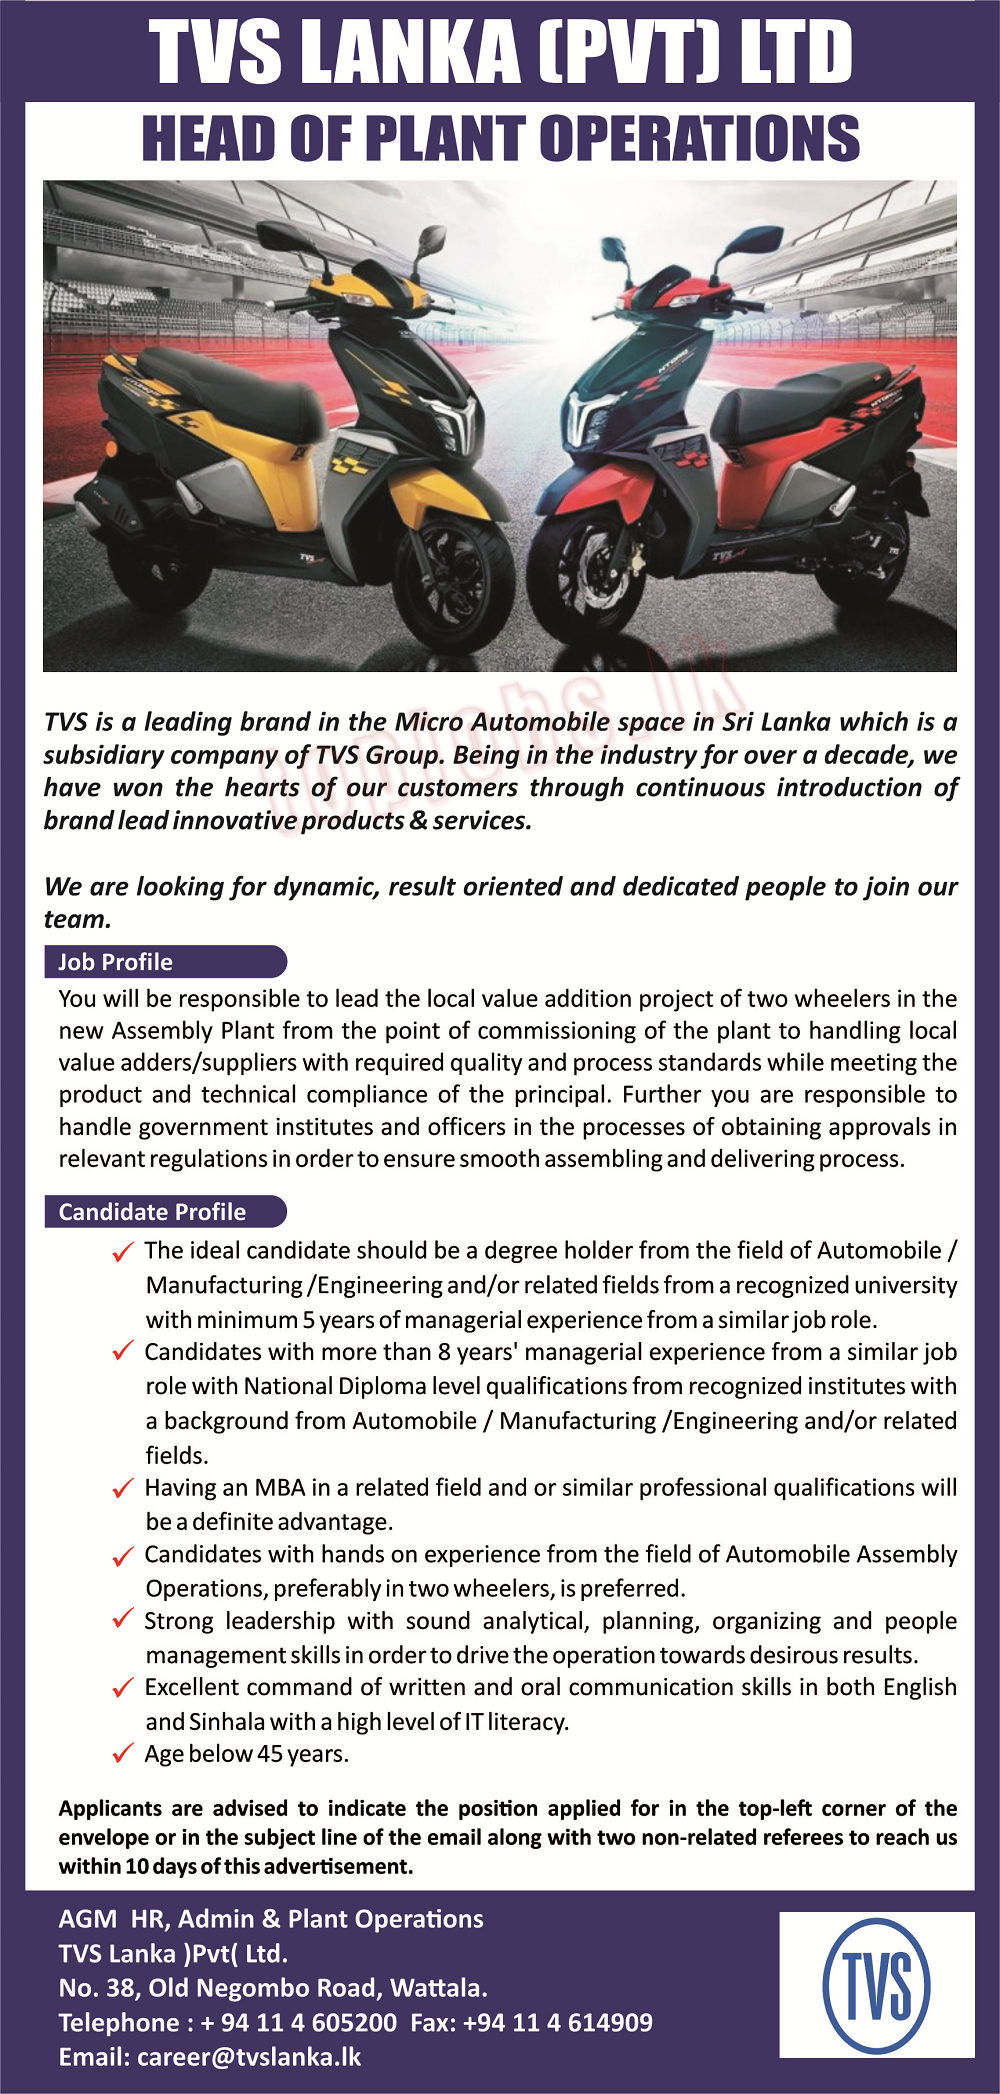 TVS LANKA (PVT) LTD
HEAD OF PLANT OPERATIONS
NTORQ
NTORQ
TVS
TVS
topjobs.lk
TVS is a leading brand in the Micro Automobile space in Sri Lanka which is a
subsidiary company of TVS Group. Being in the industry for over a decade, we
have won the hearts of our customers through continuous introduction of
brand lead innovative products & services.
We are looking for dynamic, result oriented and dedicated people to join our
team.
Job Profile
You will be responsible to lead the local value addition project of two wheelers in the
new Assembly Plant from the point of commissioning of the plant to handling local
value adders/suppliers with required quality and process standards while meeting the
product and technical compliance of the principal. Further you are responsible to
handle government institutes and officers in the processes of obtaining approvals in
relevant regulations in order to ensure smooth assembling and delivering process.
Candidate Profile
✓ The ideal candidate should be a degree holder from the field of Automobile /
Manufacturing /Engineering and/or related fields from a recognized university
with minimum 5 years of managerial experience from a similar job role.
✓ Candidates with more than 8 years' managerial experience from a similar job
role with National Diploma level qualifications from recognized institutes with
a background from Automobile / Manufacturing /Engineering and/or related
fields.
✓ Having an MBA in a related field and or similar professional qualifications will
be a definite advantage.
✓ Candidates with hands on experience from the field of Automobile Assembly
Operations, preferably in two wheelers, is preferred.
✓ Strong leadership with sound analytical, planning, organizing and people
management skills in order to drive the operation towards desirous results.
✓ Excellent command of written and oral communication skills in both English
and Sinhala with a high level of IT literacy.
✓ Age below 45 years.
Applicants are advised to indicate the position applied for in the top-left corner of the
envelope or in the subject line of the email along with two non-related referees to reach us
within 10 days of this advertisement.
AGM  HR, Admin & Plant Operations
TVS Lanka )Pvt( Ltd.
No. 38, Old Negombo Road, Wattala.
Telephone : + 94 11 4 605200  Fax: +94 11 4 614909
Email: career@tvslanka.lk
TVS